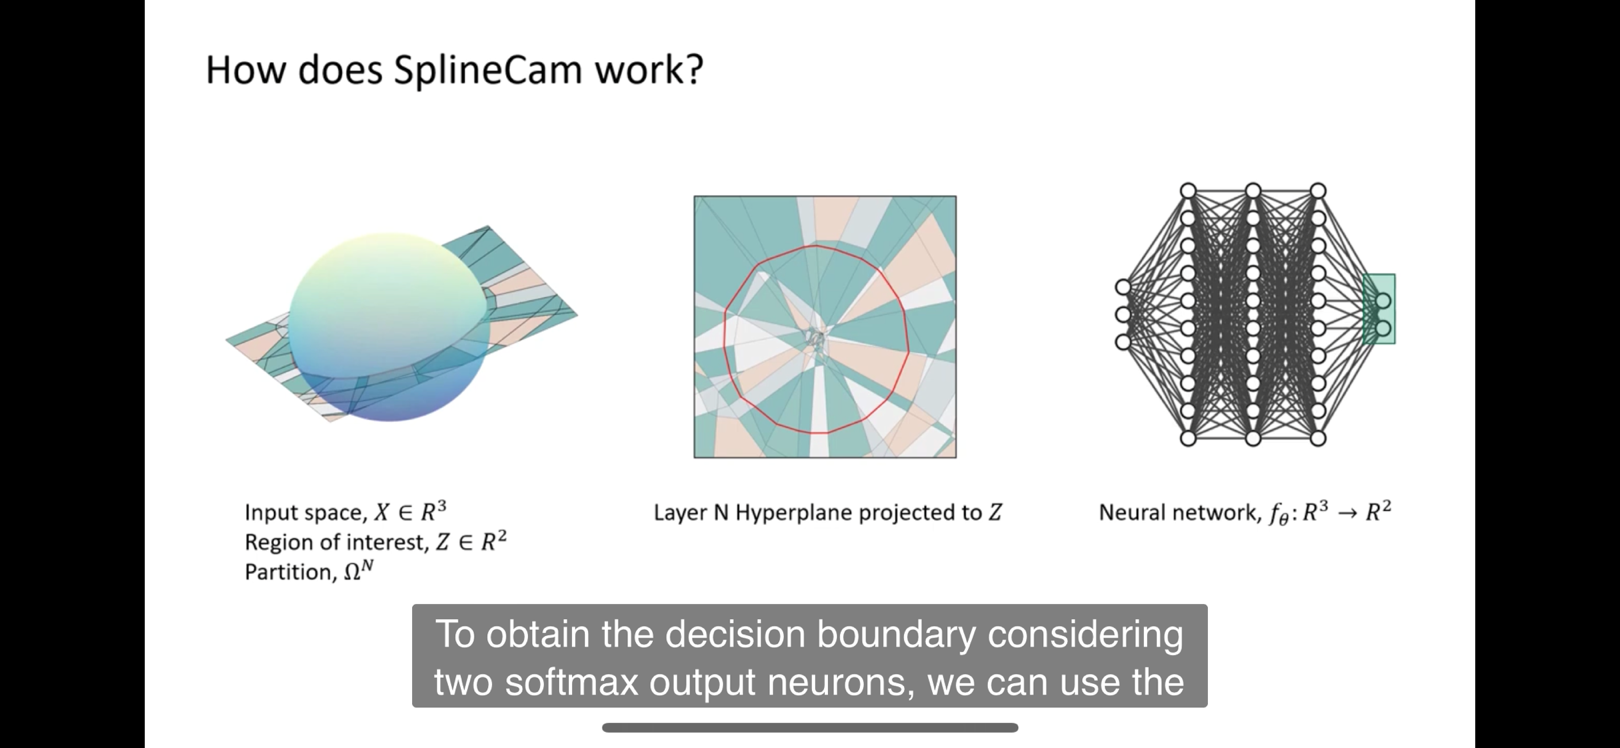 How does SplineCam work?
Input space, X ∈ R³
Region of interest, Z ∈ R²
Partition, Ωᴺ
Layer N Hyperplane projected to Z
Neural network, f_θ: R³ → R²
To obtain the decision boundary considering
two softmax output neurons, we can use the